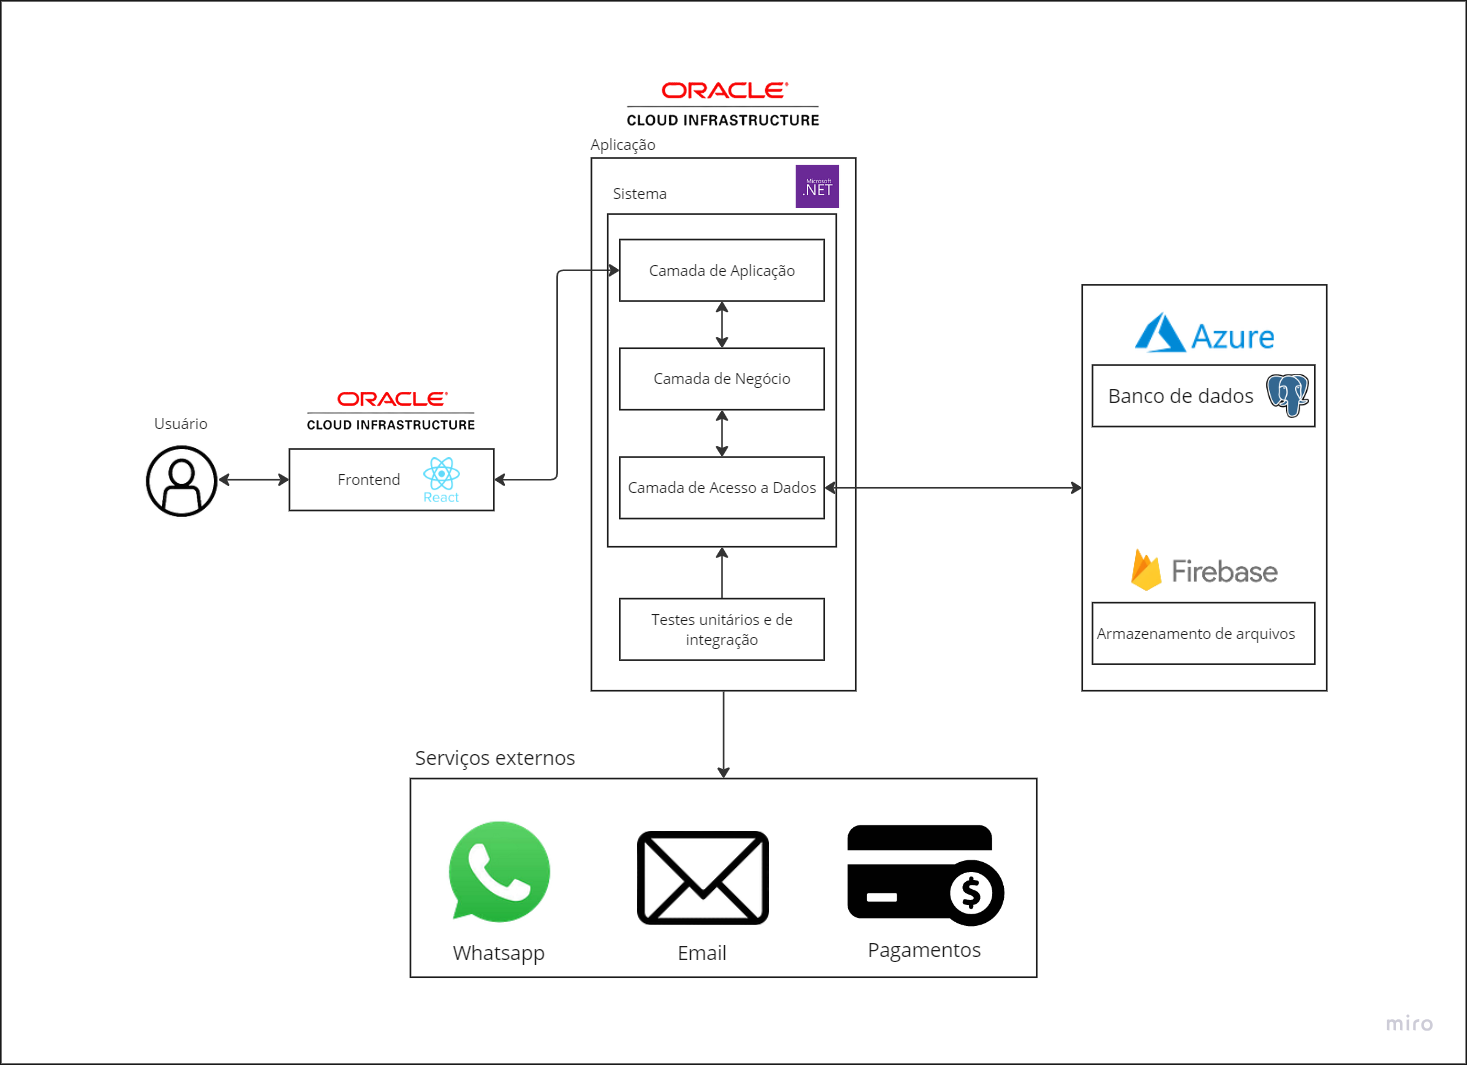 ORACLE
CLOUD INFRASTRUCTURE
Aplicação
Microsoft
.NET
Sistema
Camada de Aplicação
Camada de Negócio
Camada de Acesso a Dados
Testes unitários e de
integração
Usuário
ORACLE
CLOUD INFRASTRUCTURE
Frontend
React
Azure
Banco de dados
Firebase
Armazenamento de arquivos
Serviços externos
Whatsapp
Email
$
Pagamentos
miro